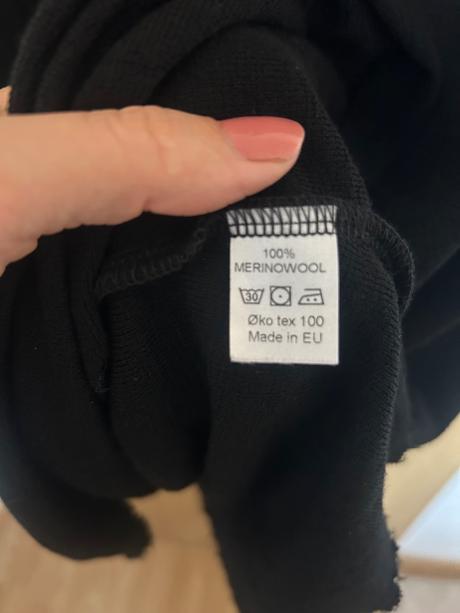 100%
MERINOWOOL
30
Øko tex 100
Made in EU